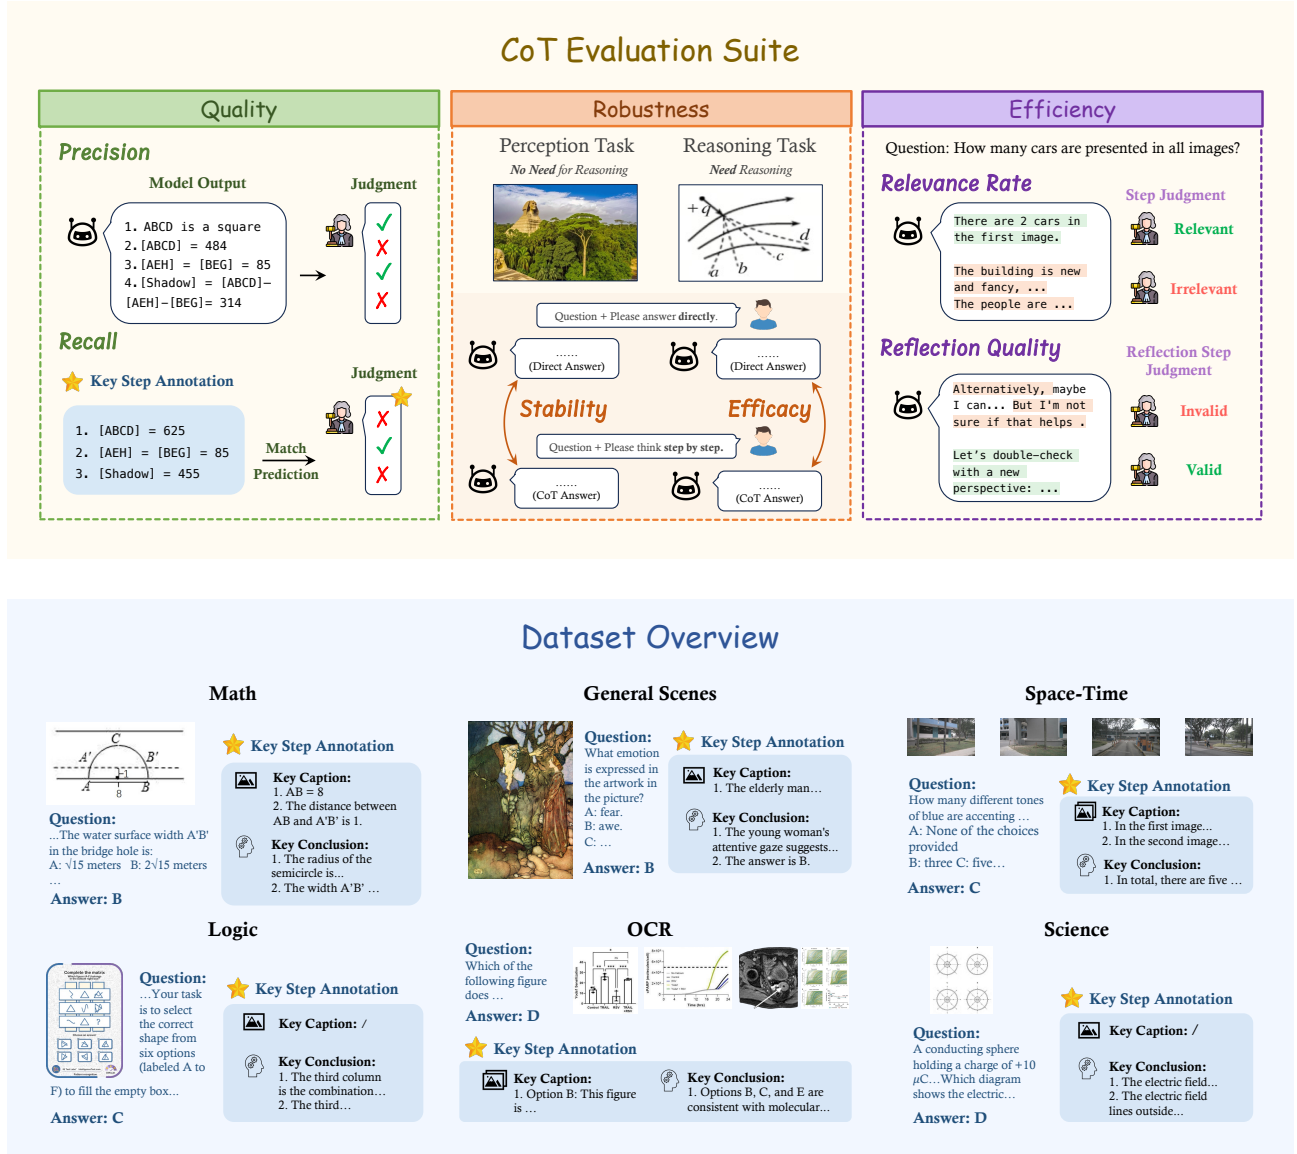 CoT Evaluation Suite
Quality
Precision
Model Output
Judgment
1. ABCD is a square
2.[ABCD] = 484
3.[AEH] = [BEG] = 85
4.[Shadow] = [ABCD]-
[AEH]-[BEG]= 314
Recall
Key Step Annotation
Judgment
1. [ABCD] = 625
2. [AEH] = [BEG] = 85
3. [Shadow] = 455
Match
Prediction
Robustness
Perception Task
No Need for Reasoning
Reasoning Task
Need Reasoning
+q
a
b
c
d
Question + Please answer directly.
......
(Direct Answer)
......
(Direct Answer)
Stability
Efficacy
Question + Please think step by step.
......
(CoT Answer)
......
(CoT Answer)
Efficiency
Question: How many cars are presented in all images?
Relevance Rate
Step Judgment
There are 2 cars in
the first image.
Relevant
The building is new
and fancy, ...
The people are ...
Irrelevant
Reflection Quality
Reflection Step
Judgment
Alternatively, maybe
I can... But I'm not
sure if that helps .
Invalid
Let's double-check
with a new
perspective: ...
Valid
Dataset Overview
Math
C
A'
B'
1
A
B
8
Question:
...The water surface width A'B'
in the bridge hole is:
A: √15 meters B: 2√15 meters
...
Answer: B
Key Step Annotation
Key Caption:
1. AB = 8
2. The distance between
AB and A'B' is 1.
Key Conclusion:
1. The radius of the
semicircle is...
2. The width A'B' ...
General Scenes
Question:
What emotion
is expressed in
the artwork in
the picture?
A: fear.
B: awe.
C: ...
Answer: B
Key Step Annotation
Key Caption:
1. The elderly man...
Key Conclusion:
1. The young woman's
attentive gaze suggests...
2. The answer is B.
Space-Time
Question:
How many different tones
of blue are accenting ...
A: None of the choices
provided
B: three C: five...
Answer: C
Key Step Annotation
Key Caption:
1. In the first image...
2. In the second image...
Key Conclusion:
1. In total, there are five ...
Logic
Complete the matrix
Question:
...Your task
is to select
the correct
shape from
six options
(labeled A to
F) to fill the empty box...
Answer: C
Key Step Annotation
Key Caption: /
Key Conclusion:
1. The third column
is the combination...
2. The third...
OCR
Question:
Which of the
following figure
does ...
Answer: D
Time (hrs)
Key Step Annotation
Key Caption:
1. Option B: This figure
is ...
Key Conclusion:
1. Options B, C, and E are
consistent with molecular...
Science
Question:
A conducting sphere
holding a charge of +10
μC...Which diagram
shows the electric...
Answer: D
Key Step Annotation
Key Caption: /
Key Conclusion:
1. The electric field...
2. The electric field
lines outside...